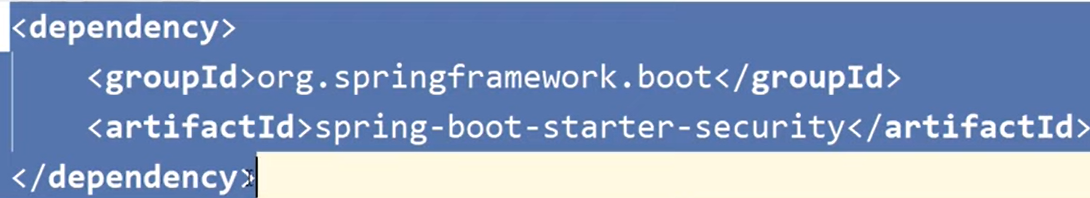 <dependency>
<groupId>org.springframework.boot</groupId>
<artifactId>spring-boot-starter-security</artifactId>
</dependency>